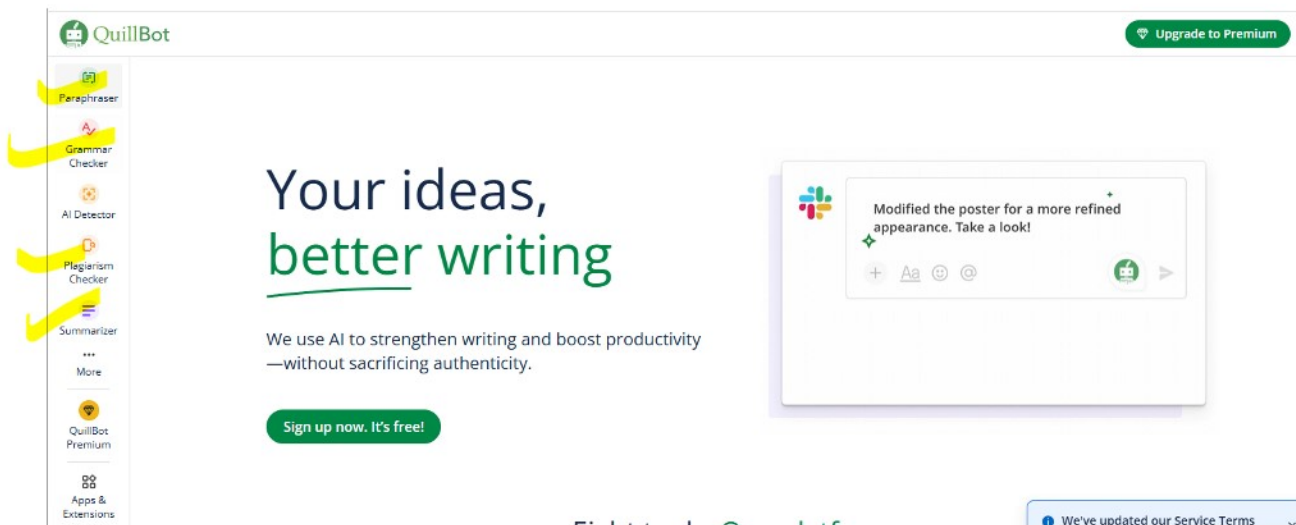 QuillBot
Upgrade to Premium
Paraphraser
Grammar
Checker
AI Detector
Plagiarism
Checker
Summarizer
More
QuillBot
Premium
Apps &
Extensions
Your ideas,
better writing
We use AI to strengthen writing and boost productivity
—without sacrificing authenticity.
Sign up now. It's free!
Modified the poster for a more refined
appearance. Take a look!
Aa
We've updated our Service Terms